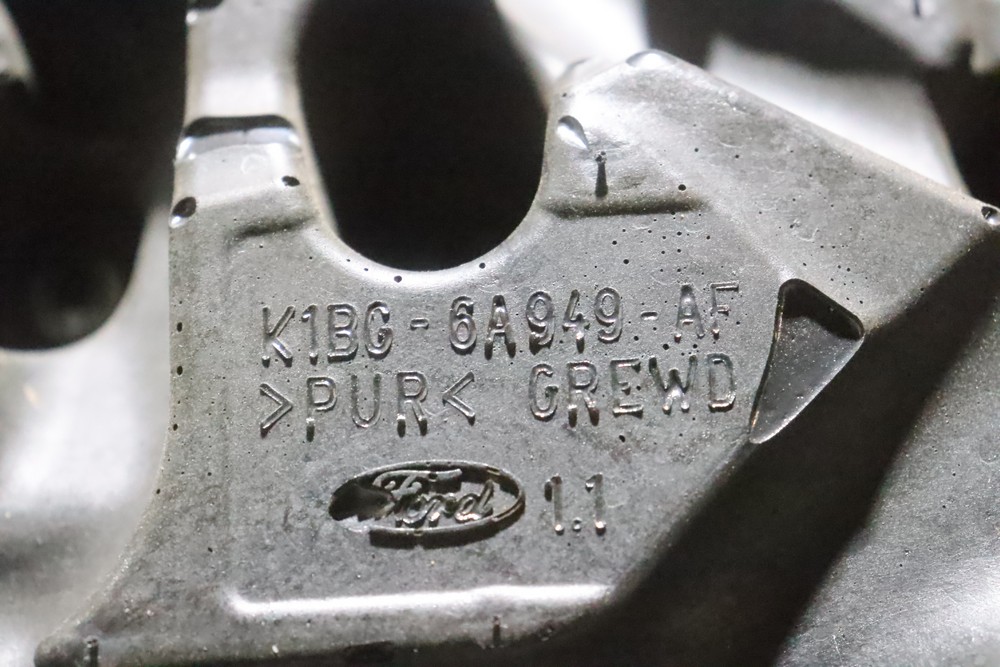 K1BG-6A949-AF
>PUR< GREWD
Ford 1.1